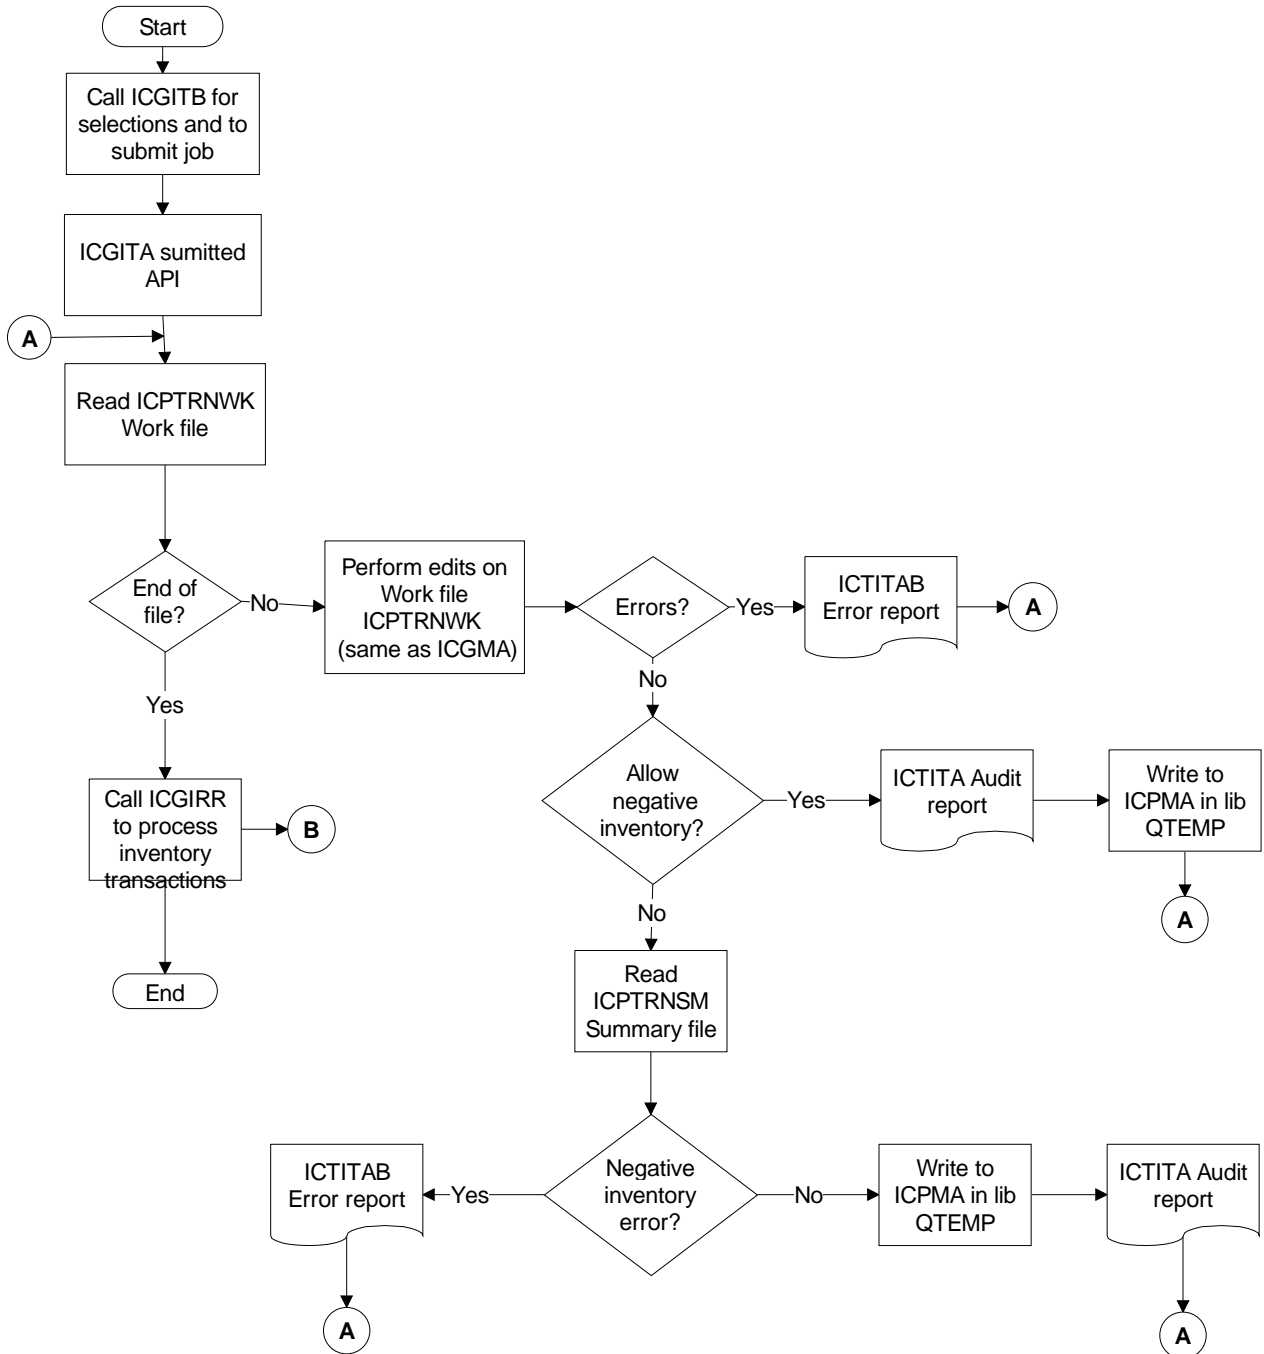 Start
Call ICGITB for
selections and to
submit job
ICGITA sumitted
API
A
Read ICPTRNWK
Work file
End of
file?
No
Perform edits on
Work file
ICPTRNWK
(same as ICGMA)
Errors?
Yes
ICTITAB
Error report
A
Yes
No
Call ICGIRR
to process
inventory
transactions
B
End
Allow
negative
inventory?
Yes
ICTITA Audit
report
Write to
ICPMA in lib
QTEMP
A
No
Read
ICPTRNSM
Summary file
Negative
inventory
error?
Yes
ICTITAB
Error report
A
No
Write to
ICPMA in lib
QTEMP
ICTITA Audit
report
A